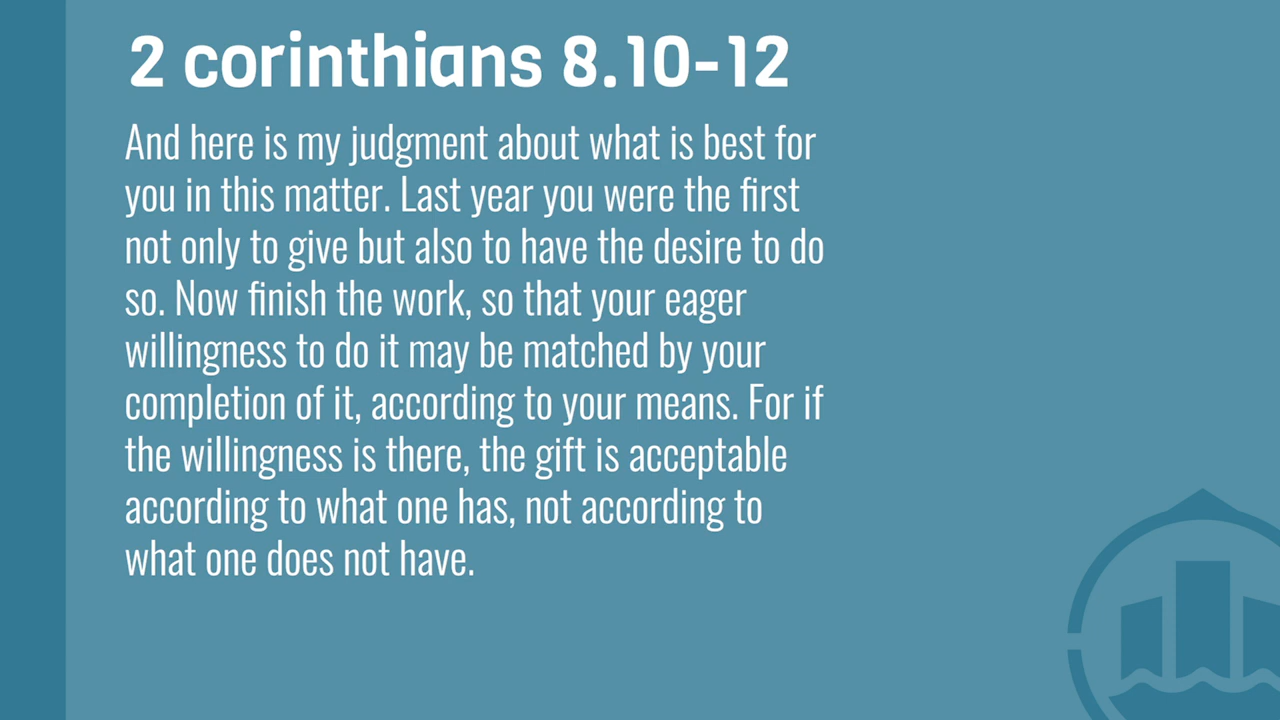 2 corinthians 8.10-12
And here is my judgment about what is best for
you in this matter. Last year you were the first
not only to give but also to have the desire to do
so. Now finish the work, so that your eager
willingness to do it may be matched by your
completion of it, according to your means. For if
the willingness is there, the gift is acceptable
according to what one has, not according to
what one does not have.